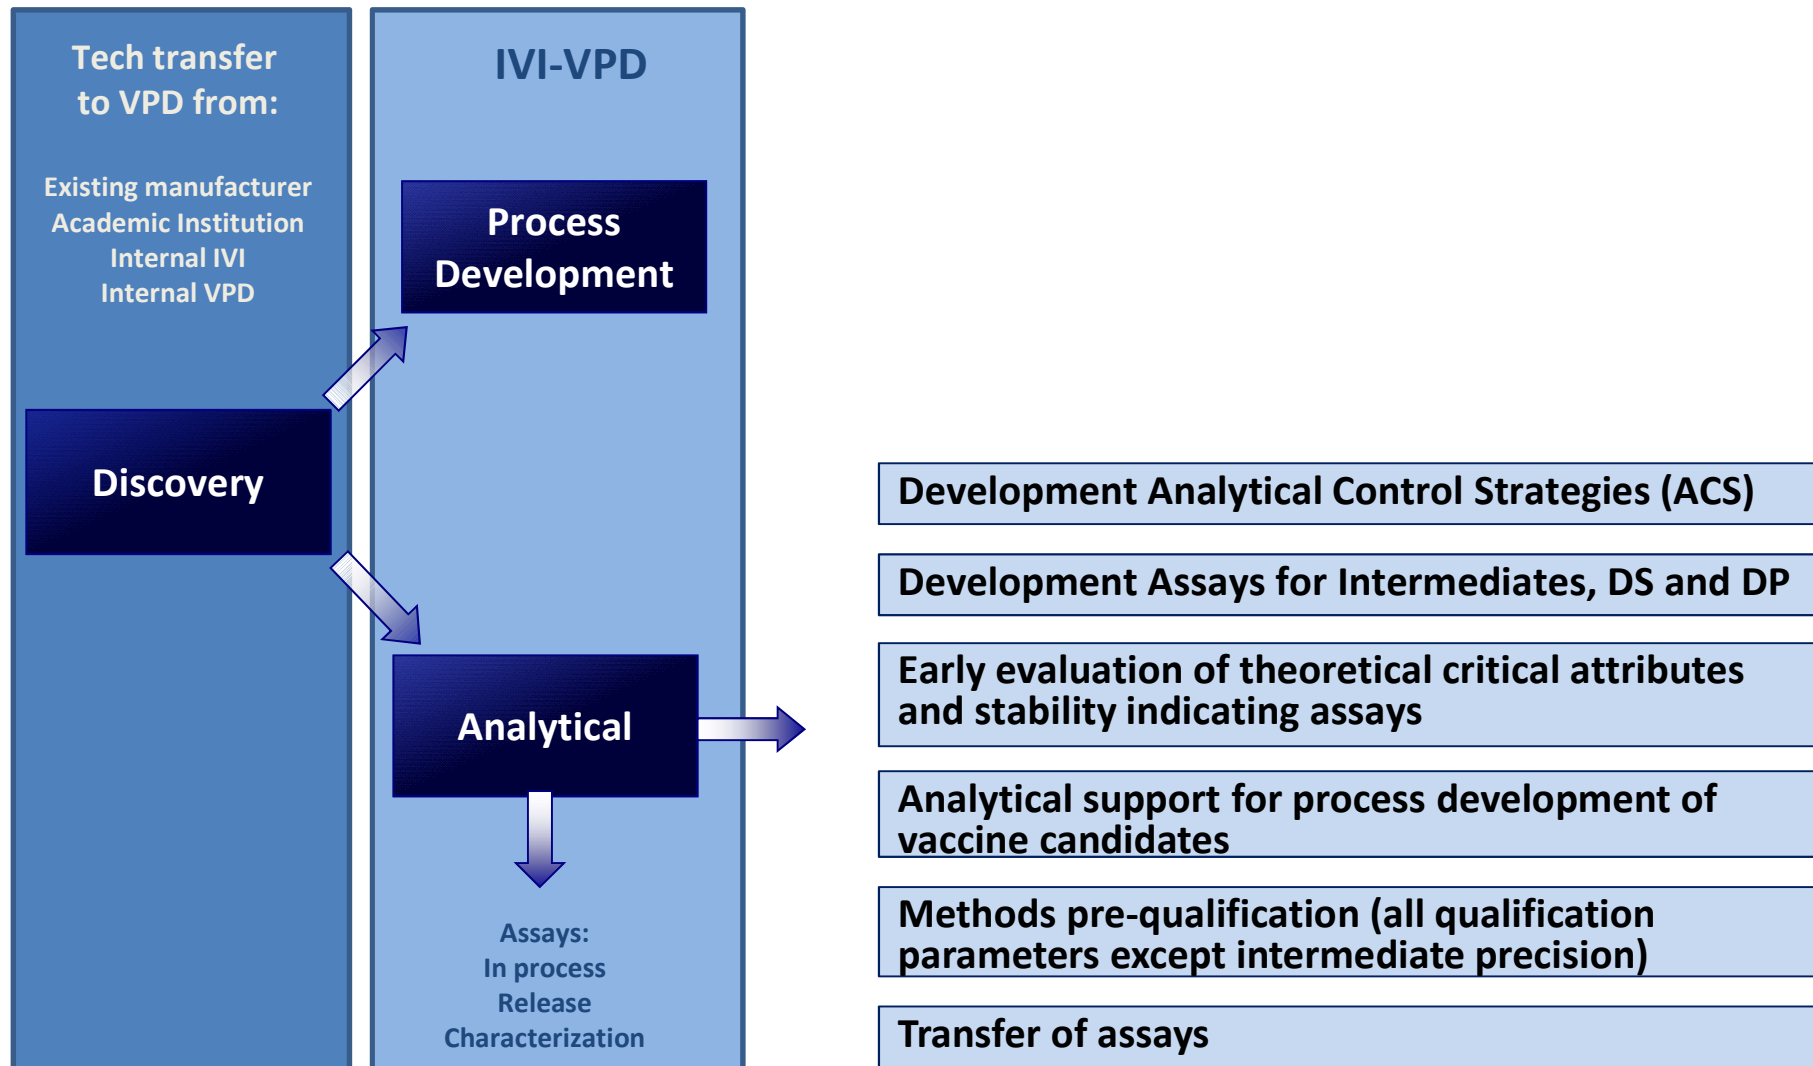 Tech transfer
to VPD from:
Existing manufacturer
Academic Institution
Internal IVI
Internal VPD
Discovery
IVI-VPD
Process
Development
Analytical
Assays:
In process
Release
Characterization
Development Analytical Control Strategies (ACS)
Development Assays for Intermediates, DS and DP
Early evaluation of theoretical critical attributes
and stability indicating assays
Analytical support for process development of
vaccine candidates
Methods pre-qualification (all qualification
parameters except intermediate precision)
Transfer of assays